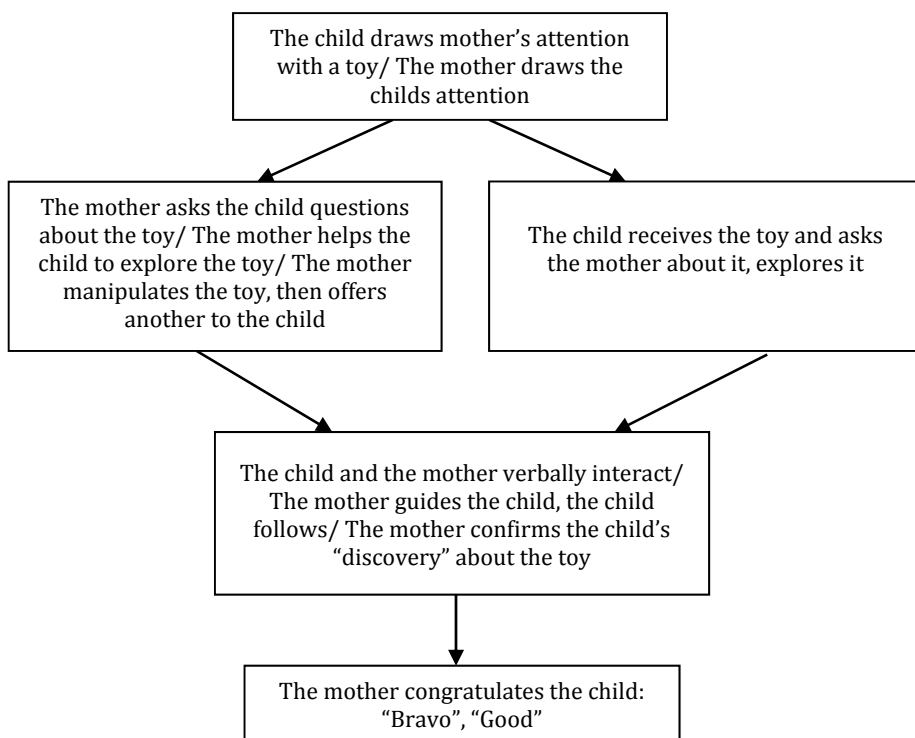 The child draws mother’s attention
with a toy/ The mother draws the
childs attention
The mother asks the child questions
about the toy/ The mother helps the
child to explore the toy/ The mother
manipulates the toy, then offers
another to the child
The child receives the toy and asks
the mother about it, explores it
The child and the mother verbally interact/
The mother guides the child, the child
follows/ The mother confirms the child’s
“discovery” about the toy
The mother congratulates the child:
“Bravo”, “Good”